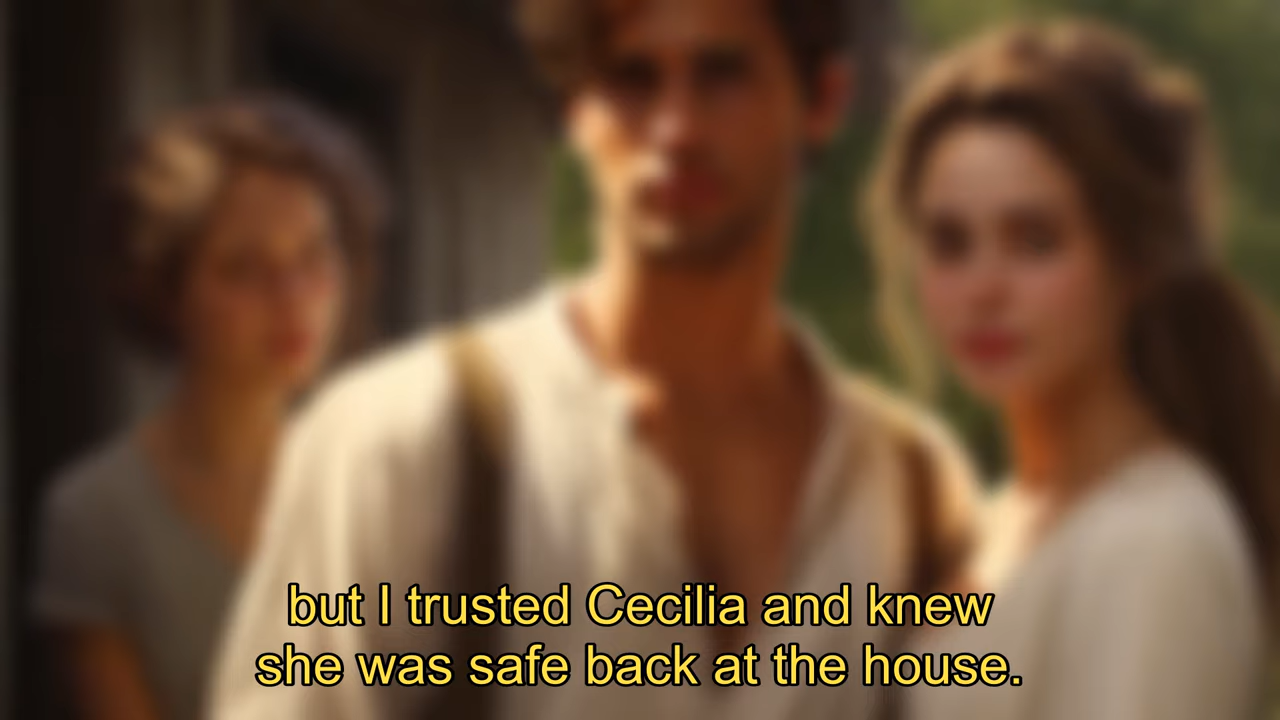 but I trusted Cecilia and knew
she was safe back at the house.